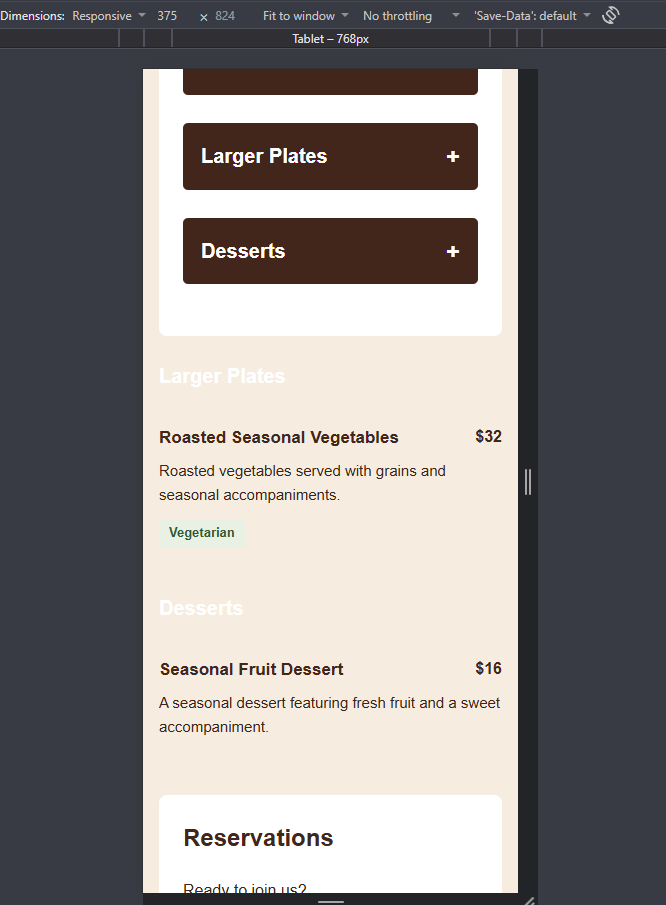 Dimensions: Responsive 375 × 824 Fit to window No throttling 'Save-Data': default
Tablet – 768px
Larger Plates +
Desserts +
Larger Plates
Roasted Seasonal Vegetables $32
Roasted vegetables served with grains and
seasonal accompaniments.
Vegetarian
Desserts
Seasonal Fruit Dessert $16
A seasonal dessert featuring fresh fruit and a sweet
accompaniment.
Reservations
Ready to join us?